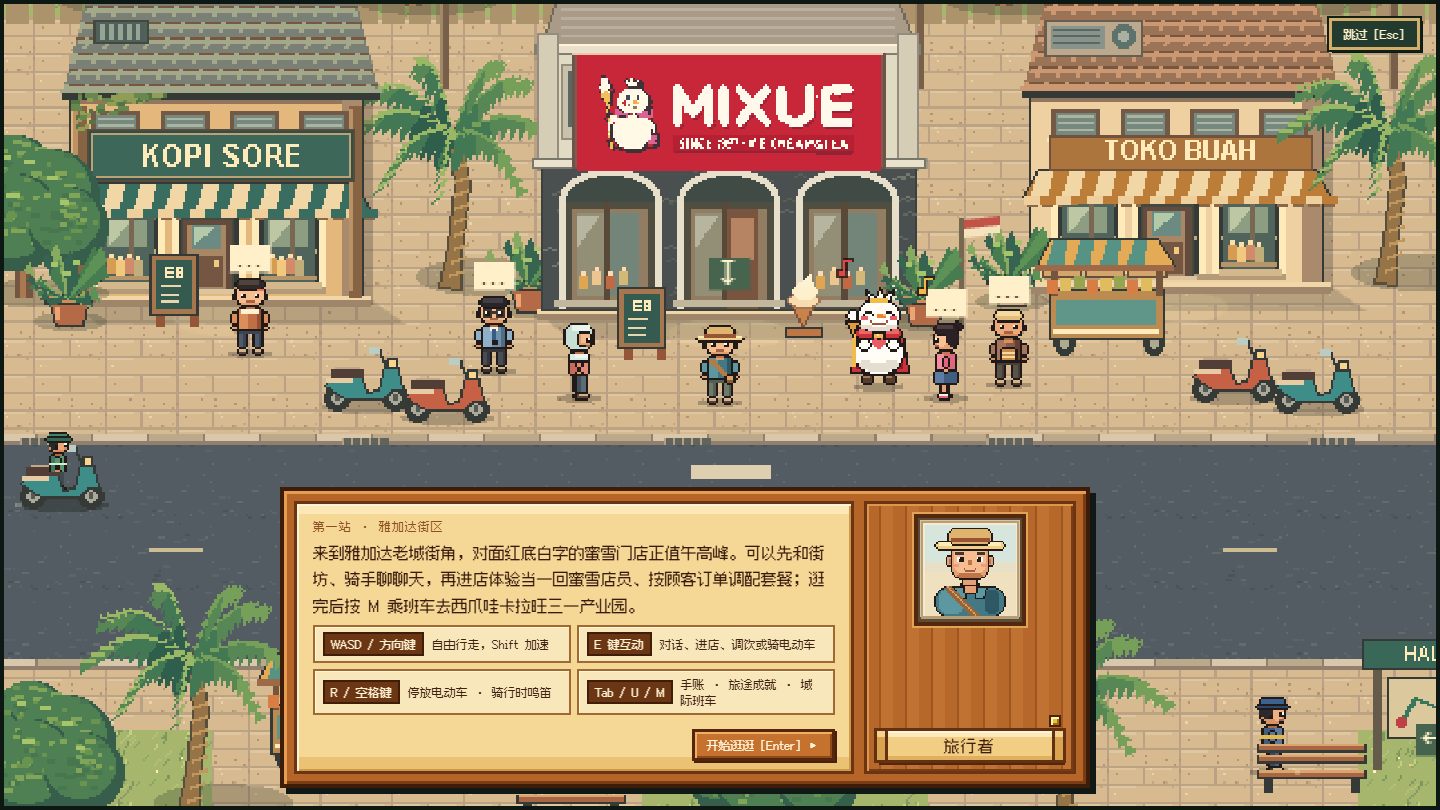 跳过 [Esc]
KOPI SORE
MIXUE
TOKO BUAH
...
...
...
...
第一站 · 雅加达街区
来到雅加达老城街角，对面红底白字的蜜雪门店正值午高峰。可以先和街
坊、骑手聊聊天，再进店体验当一回蜜雪店员、按顾客订单调配套餐；逛
完后按 M 乘班车去西爪哇卡拉旺三一产业园。
WASD / 方向键 自由行走，Shift 加速
E 键互动 对话、进店、调饮或骑电动车
R / 空格键 停放电动车 · 骑行时鸣笛
Tab / U / M 手账 · 旅途成就 · 城
际班车
开始逛逛 [Enter] ▶
旅行者
HAL